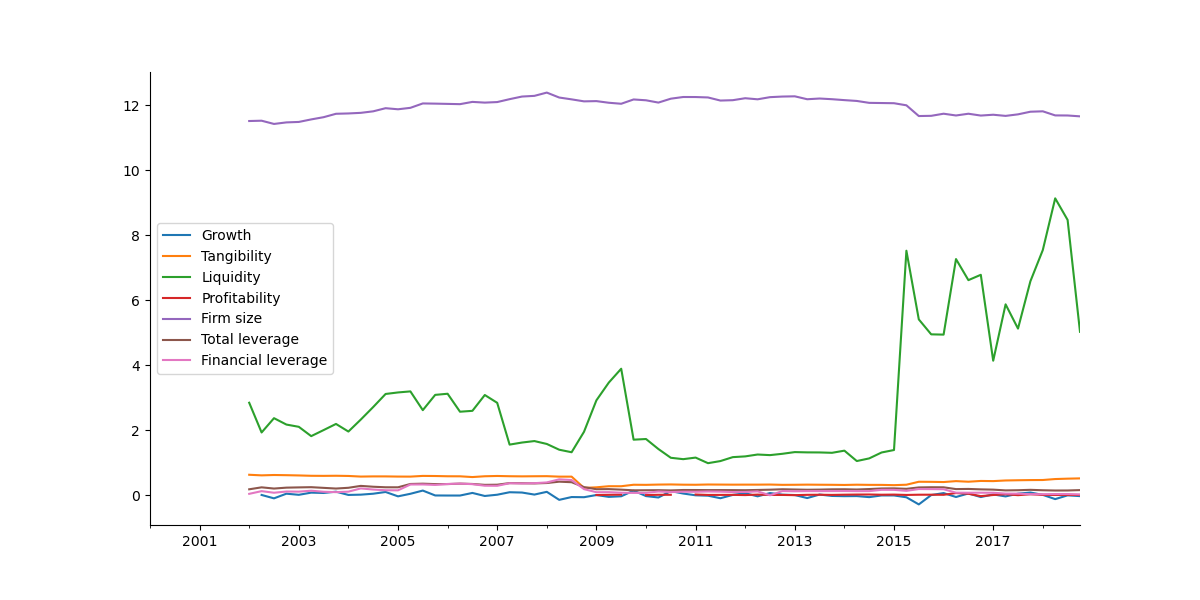 12
10
8
6
4
2
0
Growth
Tangibility
Liquidity
Profitability
Firm size
Total leverage
Financial leverage
2001 2003 2005 2007 2009 2011 2013 2015 2017